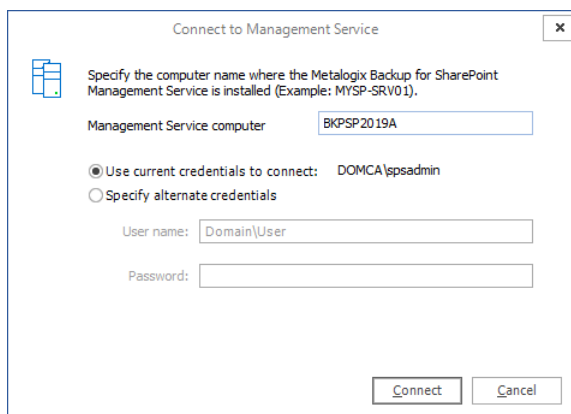 Connect to Management Service
Specify the computer name where the Metalogix Backup for SharePoint
Management Service is installed (Example: MYSP-SRV01).
Management Service computer BKPSP2019A
Use current credentials to connect: DOMCA\spsadmin
Specify alternate credentials
User name: Domain\User
Password:
Connect Cancel